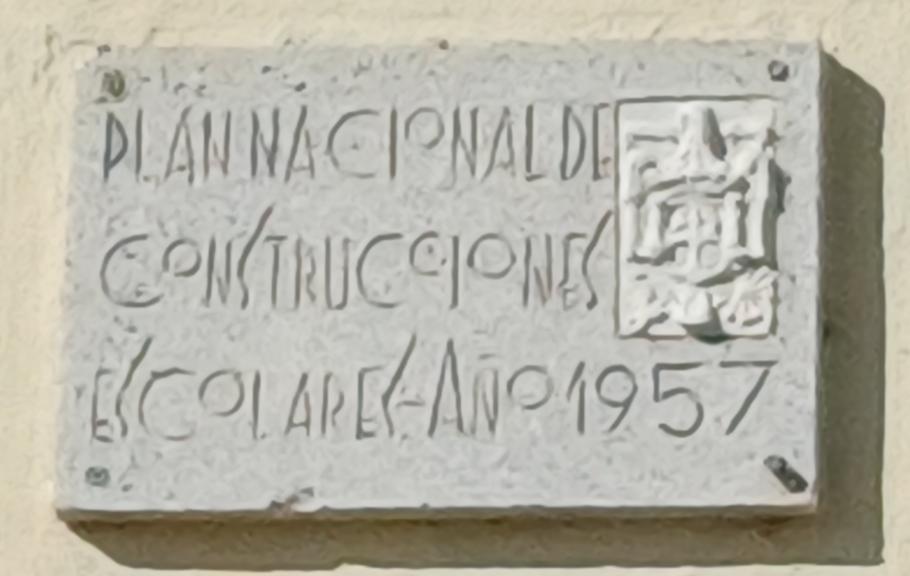 PLAN NACIONAL DE
CONSTRUCCIONES
ESCOLARES-AÑO 1957